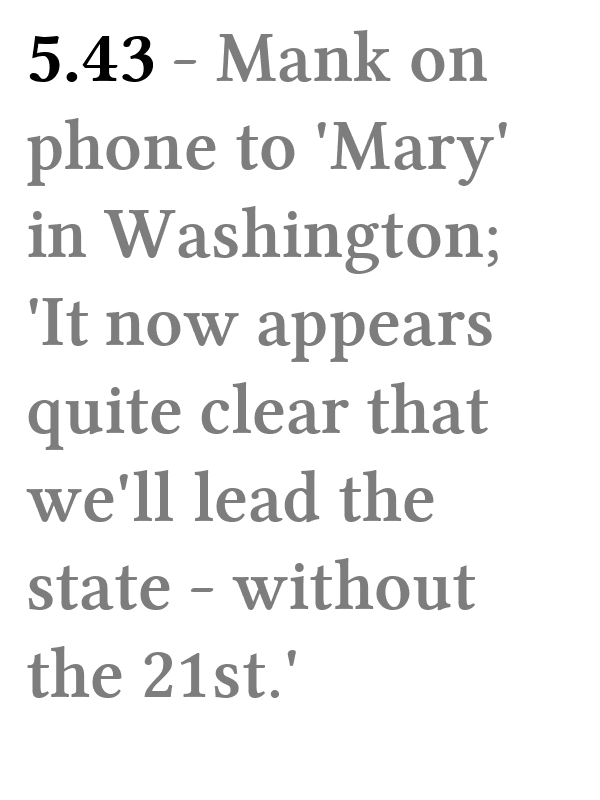 5.43 - Mank on
phone to 'Mary'
in Washington;
'It now appears
quite clear that
we'll lead the
state - without
the 21st.'